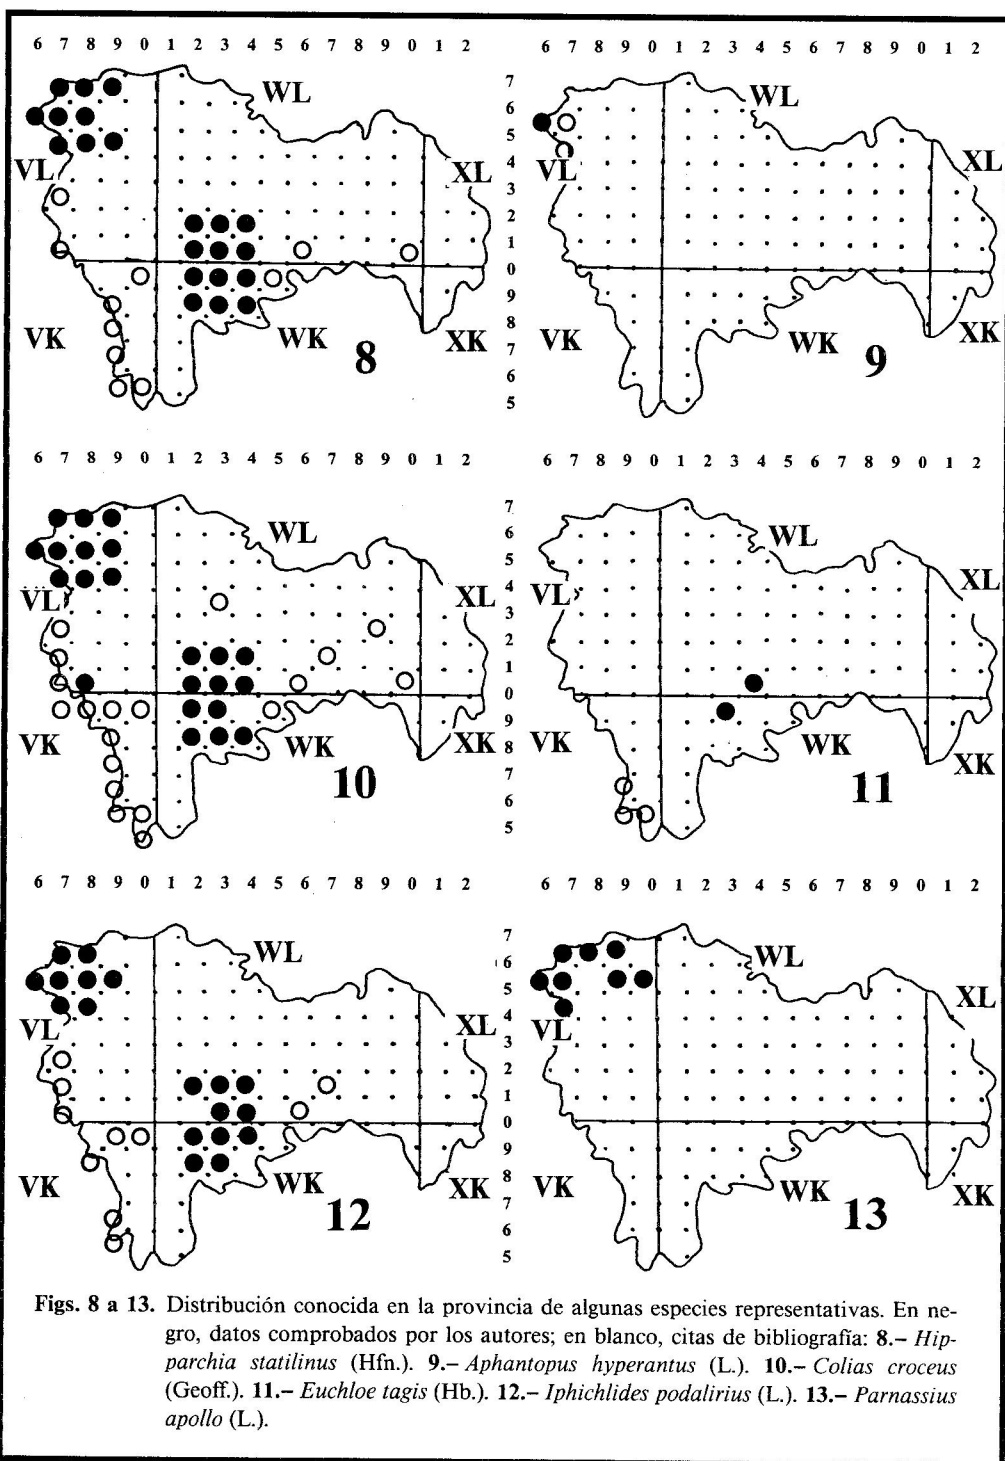 6 7 8 9 0 1 2 3 4 5 6 7 8 9 0 1 2
6 7 8 9 0 1 2 3 4 5 6 7 8 9 0 1 2
WL
VL
XL
VK
WK
XK
8
7
6
5
4
3
2
1
0
9
8
7
6
5
WL
VL
XL
VK
WK
XK
9
6 7 8 9 0 1 2 3 4 5 6 7 8 9 0 1 2
6 7 8 9 0 1 2 3 4 5 6 7 8 9 0 1 2
WL
VL
XL
VK
WK
XK
10
7
6
5
4
3
2
1
0
9
8
7
6
5
WL
VL
XL
VK
WK
XK
11
6 7 8 9 0 1 2 3 4 5 6 7 8 9 0 1 2
6 7 8 9 0 1 2 3 4 5 6 7 8 9 0 1 2
WL
VL
XL
VK
WK
XK
12
7
6
5
4
3
2
1
0
9
8
7
6
5
WL
VL
XL
VK
WK
XK
13
Figs. 8 a 13. Distribución conocida en la provincia de algunas especies representativas. En ne-
gro, datos comprobados por los autores; en blanco, citas de bibliografía: 8.– Hip-
parchia statilinus (Hfn.). 9.– Aphantopus hyperantus (L.). 10.– Colias croceus
(Geoff.). 11.– Euchloe tagis (Hb.). 12.– Iphichlides podalirius (L.). 13.– Parnassius
apollo (L.).